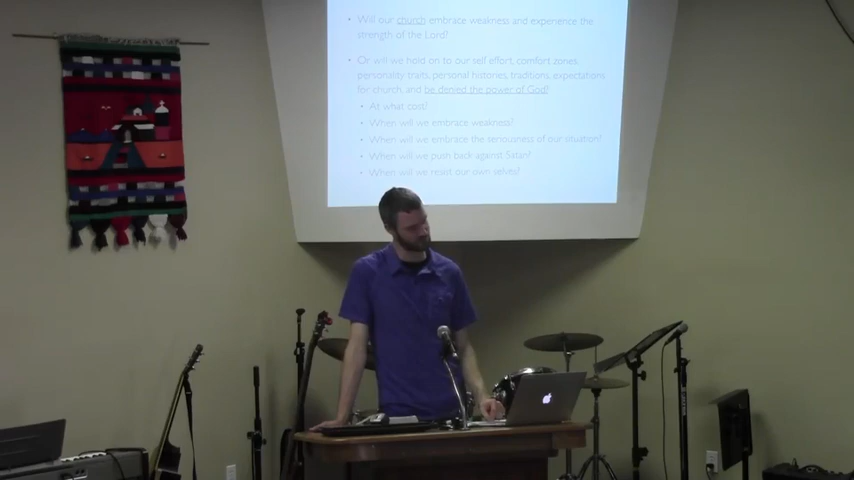 • Will our church embrace weakness and experience the
strength of the Lord?
• Or will we hold on to our self effort, comfort zones,
personality traits, personal histories, traditions, expectations
for church, and be denied the power of God?
• At what cost?
• When will we embrace weakness?
• When will we embrace the seriousness of our situation?
• When will we push back against Satan?
• When will we resist our own selves?